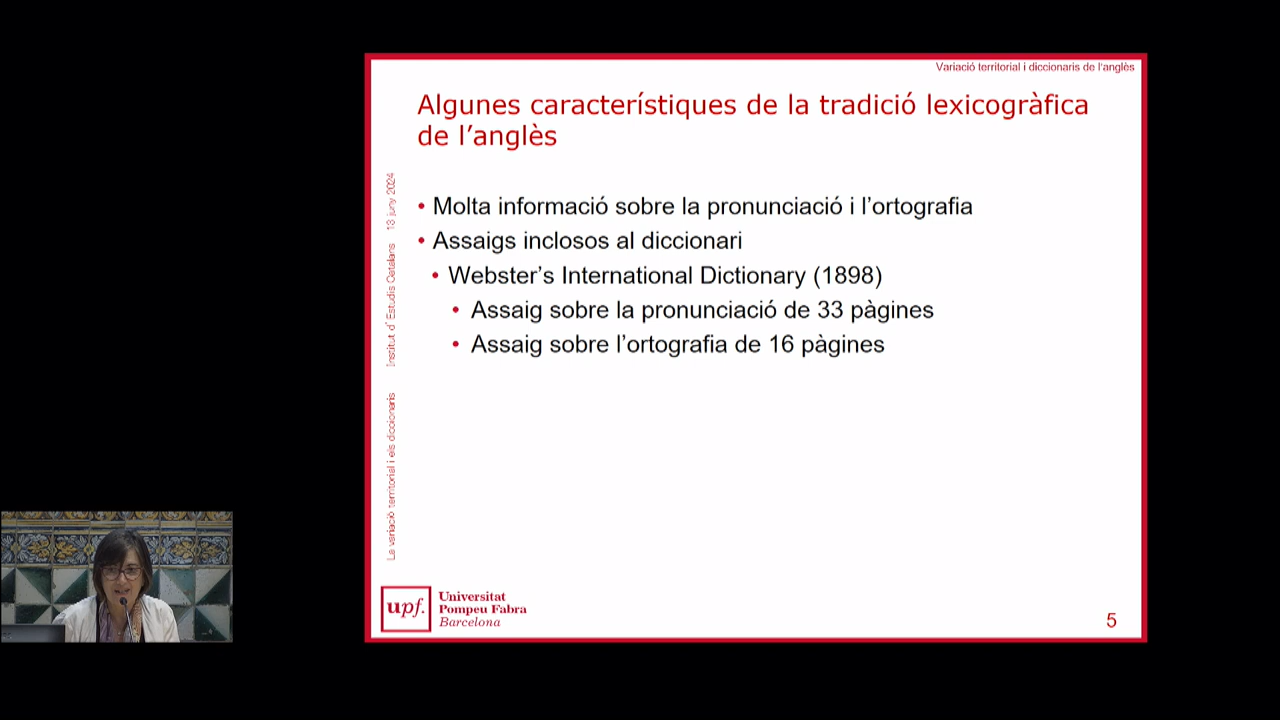 Variació territorial i diccionaris de l'anglès
Algunes característiques de la tradició lexicogràfica
de l’anglès
• Molta informació sobre la pronunciació i l’ortografia
• Assaigs inclosos al diccionari
• Webster’s International Dictionary (1898)
• Assaig sobre la pronunciació de 33 pàgines
• Assaig sobre l’ortografia de 16 pàgines
La variació territorial i els diccionaris Institut d´Estudis Catalans 13 juny 2024
upf.
Universitat
Pompeu Fabra
Barcelona
5